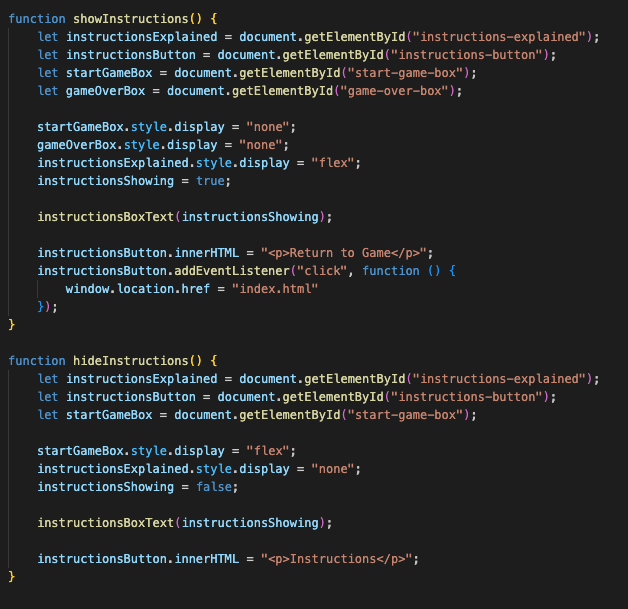 function showInstructions() {
    let instructionsExplained = document.getElementById("instructions-explained");
    let instructionsButton = document.getElementById("instructions-button");
    let startGameBox = document.getElementById("start-game-box");
    let gameOverBox = document.getElementById("game-over-box");

    startGameBox.style.display = "none";
    gameOverBox.style.display = "none";
    instructionsExplained.style.display = "flex";
    instructionsShowing = true;

    instructionsBoxText(instructionsShowing);

    instructionsButton.innerHTML = "<p>Return to Game</p>";
    instructionsButton.addEventListener("click", function () {
        window.location.href = "index.html"
    });
}

function hideInstructions() {
    let instructionsExplained = document.getElementById("instructions-explained");
    let instructionsButton = document.getElementById("instructions-button");
    let startGameBox = document.getElementById("start-game-box");

    startGameBox.style.display = "flex";
    instructionsExplained.style.display = "none";
    instructionsShowing = false;

    instructionsBoxText(instructionsShowing);

    instructionsButton.innerHTML = "<p>Instructions</p>";
}